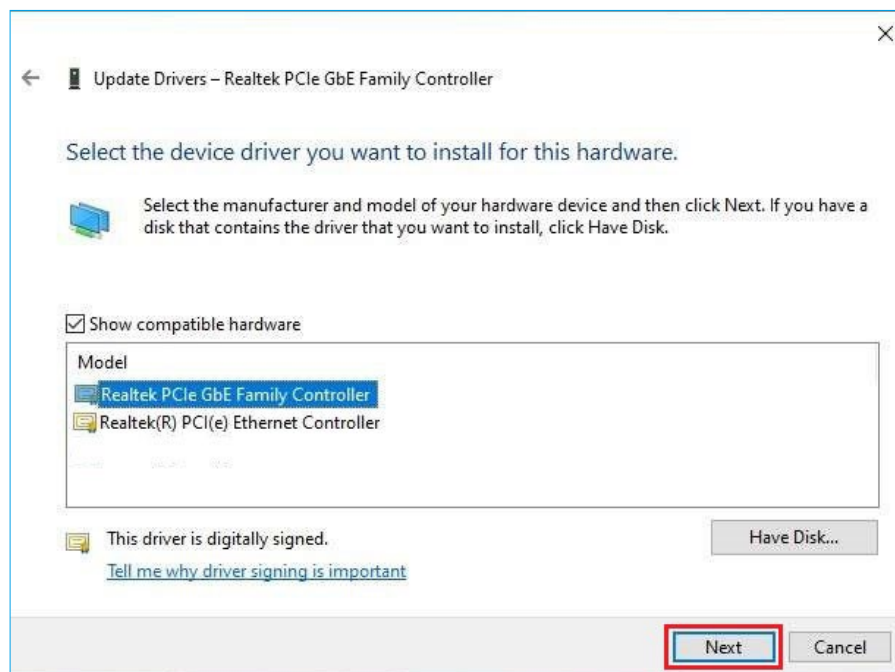 Update Drivers – Realtek PCIe GbE Family Controller
Select the device driver you want to install for this hardware.
Select the manufacturer and model of your hardware device and then click Next. If you have a
disk that contains the driver that you want to install, click Have Disk.
Show compatible hardware
Model
Realtek PCIe GbE Family Controller
Realtek(R) PCI(e) Ethernet Controller
This driver is digitally signed.
Have Disk...
Tell me why driver signing is important
Next
Cancel